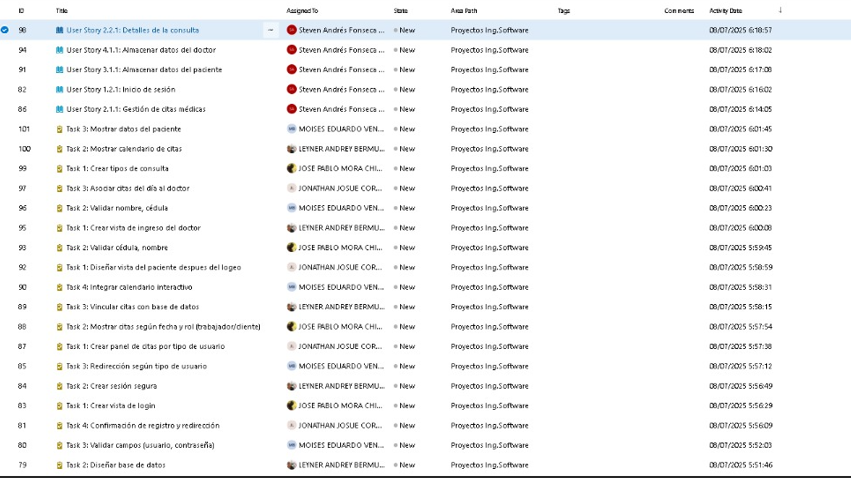 ID Title Assigned To State Area Path Tags Comments Activity Date ↓
98 User Story 2.2.1: Detalles de la consulta ... Steven Andrés Fonseca ... New Proyectos Ing.Software 08/07/2025 6:18:57
94 User Story 4.1.1: Almacenar datos del doctor Steven Andrés Fonseca ... New Proyectos Ing.Software 08/07/2025 6:18:02
91 User Story 3.1.1: Almacenar datos del paciente Steven Andrés Fonseca ... New Proyectos Ing.Software 08/07/2025 6:17:08
82 User Story 1.2.1: Inicio de sesión Steven Andrés Fonseca ... New Proyectos Ing.Software 08/07/2025 6:16:02
86 User Story 2.1.1: Gestión de citas médicas Steven Andrés Fonseca ... New Proyectos Ing.Software 08/07/2025 6:14:05
101 Task 3: Mostrar datos del paciente MOISES EDUARDO VEN... New Proyectos Ing.Software 08/07/2025 6:01:45
100 Task 2: Mostrar calendario de citas LEYNER ANDREY BERMU... New Proyectos Ing.Software 08/07/2025 6:01:30
99 Task 1: Crear tipos de consulta JOSE PABLO MORA CHI... New Proyectos Ing.Software 08/07/2025 6:01:03
97 Task 3: Asociar citas del día al doctor JONATHAN JOSUE COR... New Proyectos Ing.Software 08/07/2025 6:00:41
96 Task 2: Validar nombre, cédula MOISES EDUARDO VEN... New Proyectos Ing.Software 08/07/2025 6:00:23
95 Task 1: Crear vista de ingreso del doctor LEYNER ANDREY BERMU... New Proyectos Ing.Software 08/07/2025 6:00:08
93 Task 2: Validar cédula, nombre JOSE PABLO MORA CHI... New Proyectos Ing.Software 08/07/2025 5:59:45
92 Task 1: Diseñar vista del paciente despues del logeo JONATHAN JOSUE COR... New Proyectos Ing.Software 08/07/2025 5:58:59
90 Task 4: Integrar calendario interactivo MOISES EDUARDO VEN... New Proyectos Ing.Software 08/07/2025 5:58:31
89 Task 3: Vincular citas con base de datos LEYNER ANDREY BERMU... New Proyectos Ing.Software 08/07/2025 5:58:15
88 Task 2: Mostrar citas según fecha y rol (trabajador/cliente) JOSE PABLO MORA CHI... New Proyectos Ing.Software 08/07/2025 5:57:54
87 Task 1: Crear panel de citas por tipo de usuario JONATHAN JOSUE COR... New Proyectos Ing.Software 08/07/2025 5:57:38
85 Task 3: Redirección según tipo de usuario MOISES EDUARDO VEN... New Proyectos Ing.Software 08/07/2025 5:57:12
84 Task 2: Crear sesión segura LEYNER ANDREY BERMU... New Proyectos Ing.Software 08/07/2025 5:56:49
83 Task 1: Crear vista de login JOSE PABLO MORA CHI... New Proyectos Ing.Software 08/07/2025 5:56:29
81 Task 4: Confirmación de registro y redirección JONATHAN JOSUE COR... New Proyectos Ing.Software 08/07/2025 5:56:09
80 Task 3: Validar campos (usuario, contraseña) MOISES EDUARDO VEN... New Proyectos Ing.Software 08/07/2025 5:52:03
79 Task 2: Diseñar base de datos LEYNER ANDREY BERMU... New Proyectos Ing.Software 08/07/2025 5:51:46